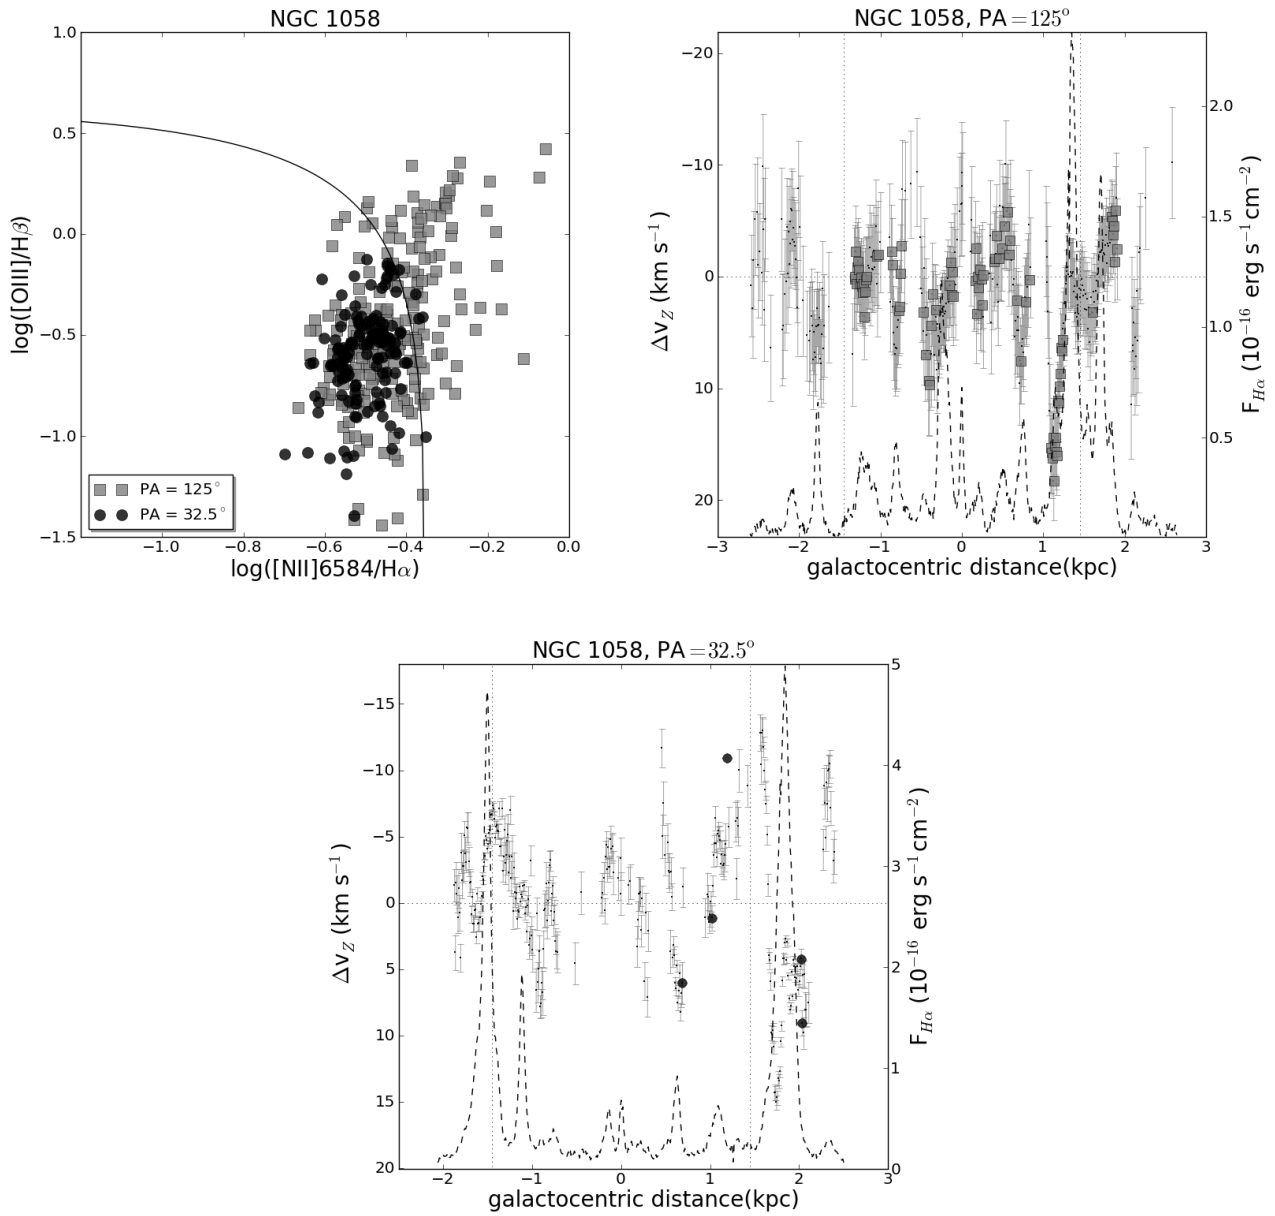 NGC 1058
1.0
0.5
0.0
−0.5
−1.0
−1.5
log([OIII]/Hβ)
PA = 125°
PA = 32.5°
−1.0 −0.8 −0.6 −0.4 −0.2 0.0
log([NII]6584/Hα)
NGC 1058, PA = 125°
−20
−10
0
10
20
Δv_Z (km s⁻¹)
2.0
1.5
1.0
0.5
F_Hα (10⁻¹⁶ erg s⁻¹ cm⁻²)
−3 −2 −1 0 1 2 3
galactocentric distance(kpc)
NGC 1058, PA = 32.5°
−15
−10
−5
0
5
10
15
20
Δv_Z (km s⁻¹)
5
4
3
2
1
0
F_Hα (10⁻¹⁶ erg s⁻¹ cm⁻²)
−2 −1 0 1 2 3
galactocentric distance(kpc)